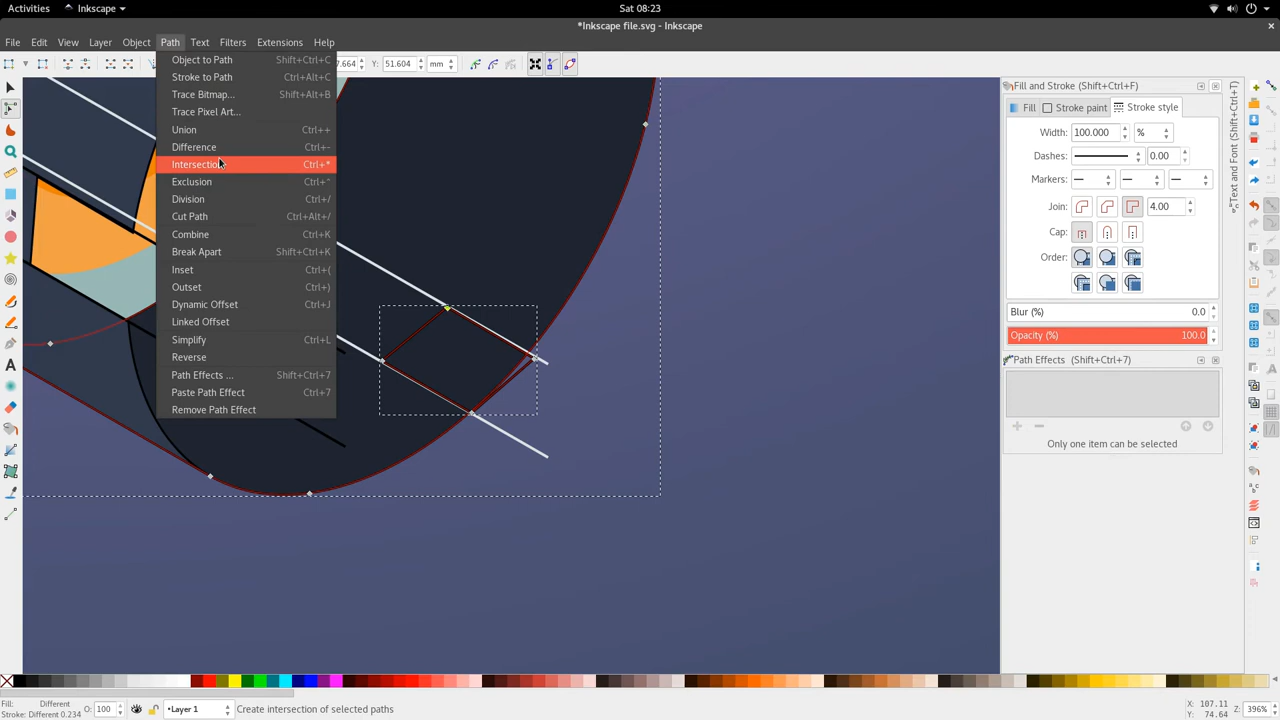 Activities Inkscape Sat 08:23
*Inkscape file.svg - Inkscape
File Edit View Layer Object Path Text Filters Extensions Help
7.664 Y: 51.604 mm
Object to Path Shift+Ctrl+C
Stroke to Path Ctrl+Alt+C
Trace Bitmap... Shift+Alt+B
Trace Pixel Art...
Union Ctrl++
Difference Ctrl+-
Intersection Ctrl+*
Exclusion Ctrl+^
Division Ctrl+/
Cut Path Ctrl+Alt+/
Combine Ctrl+K
Break Apart Shift+Ctrl+K
Inset Ctrl+(
Outset Ctrl+)
Dynamic Offset Ctrl+J
Linked Offset
Simplify Ctrl+L
Reverse
Path Effects ... Shift+Ctrl+7
Paste Path Effect Ctrl+7
Remove Path Effect
Fill and Stroke (Shift+Ctrl+F)
Fill Stroke paint Stroke style
Width: 100.000 %
Dashes: 0.00
Markers:
Join: 4.00
Cap:
Order:
Blur (%) 0.0
Opacity (%) 100.0
Path Effects (Shift+Ctrl+7)
Only one item can be selected
Text and Font (Shift+Ctrl+T)
Fill: Different
Stroke: Different 0.234 O: 100 •Layer 1 Create intersection of selected paths X: 107.11
Y: 74.64 Z: 396%